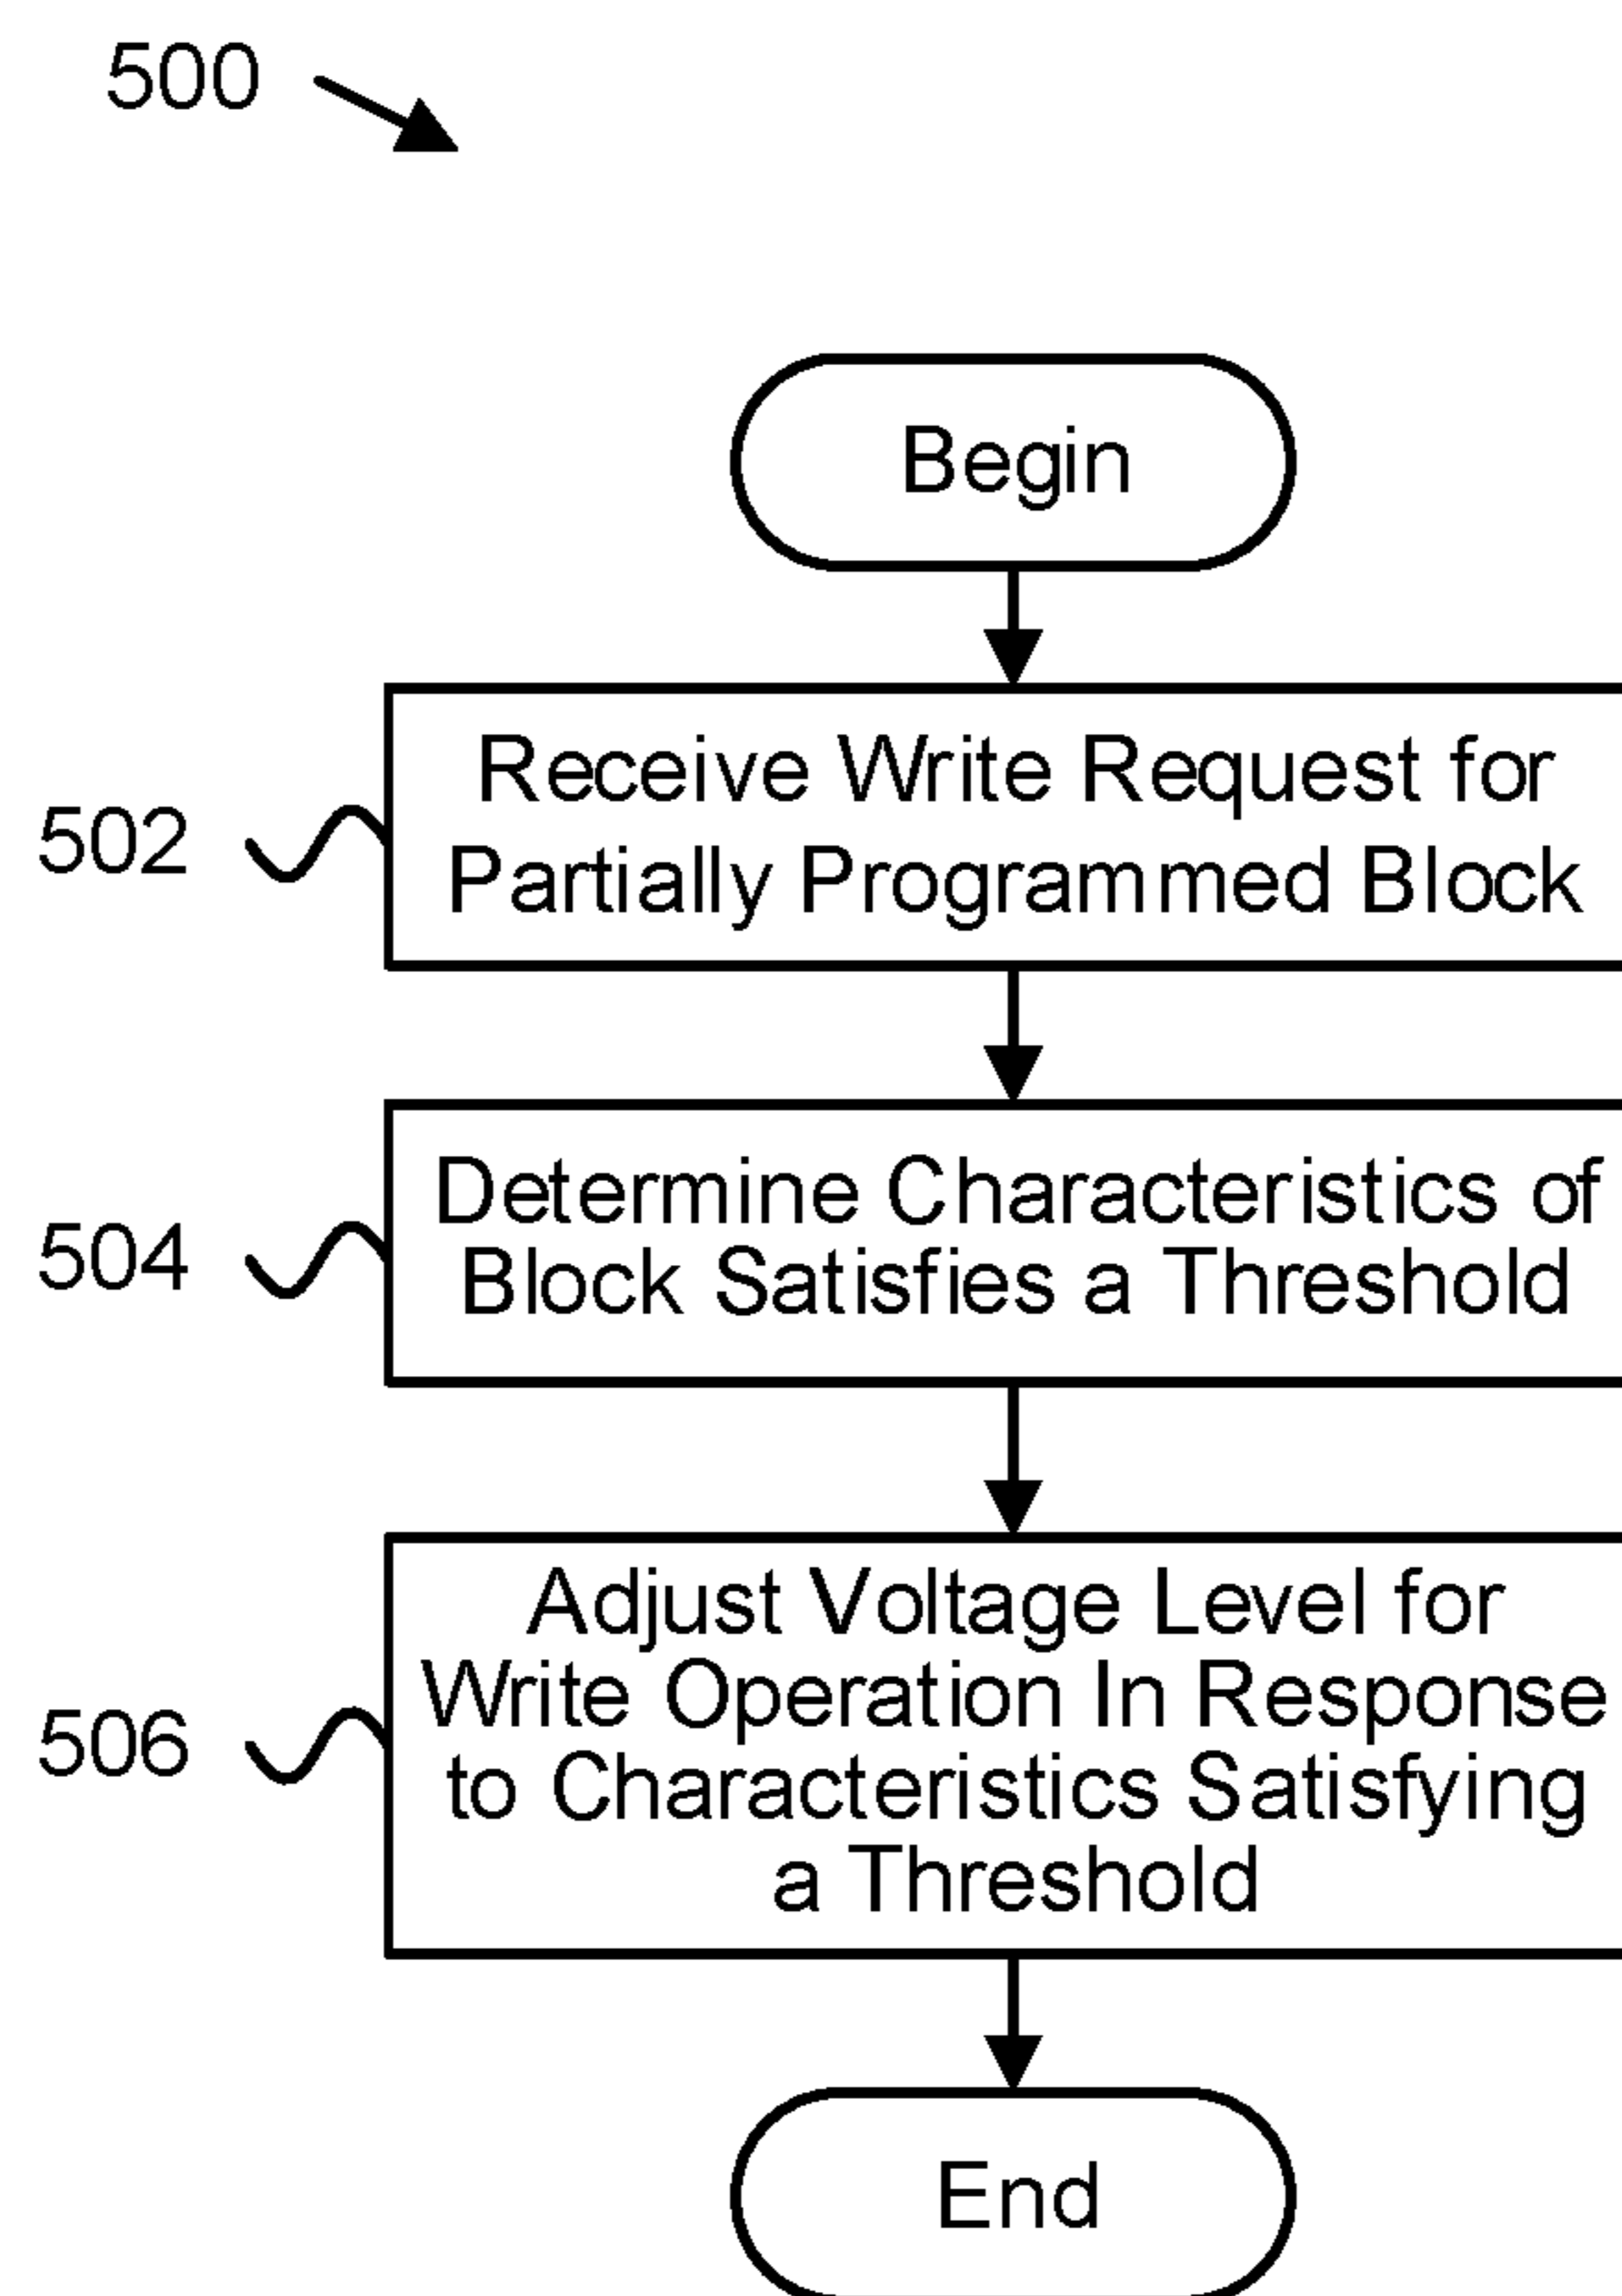 500
Begin
502
Receive Write Request for
Partially Programmed Block
504
Determine Characteristics of
Block Satisfies a Threshold
506
Adjust Voltage Level for
Write Operation In Response
to Characteristics Satisfying
a Threshold
End